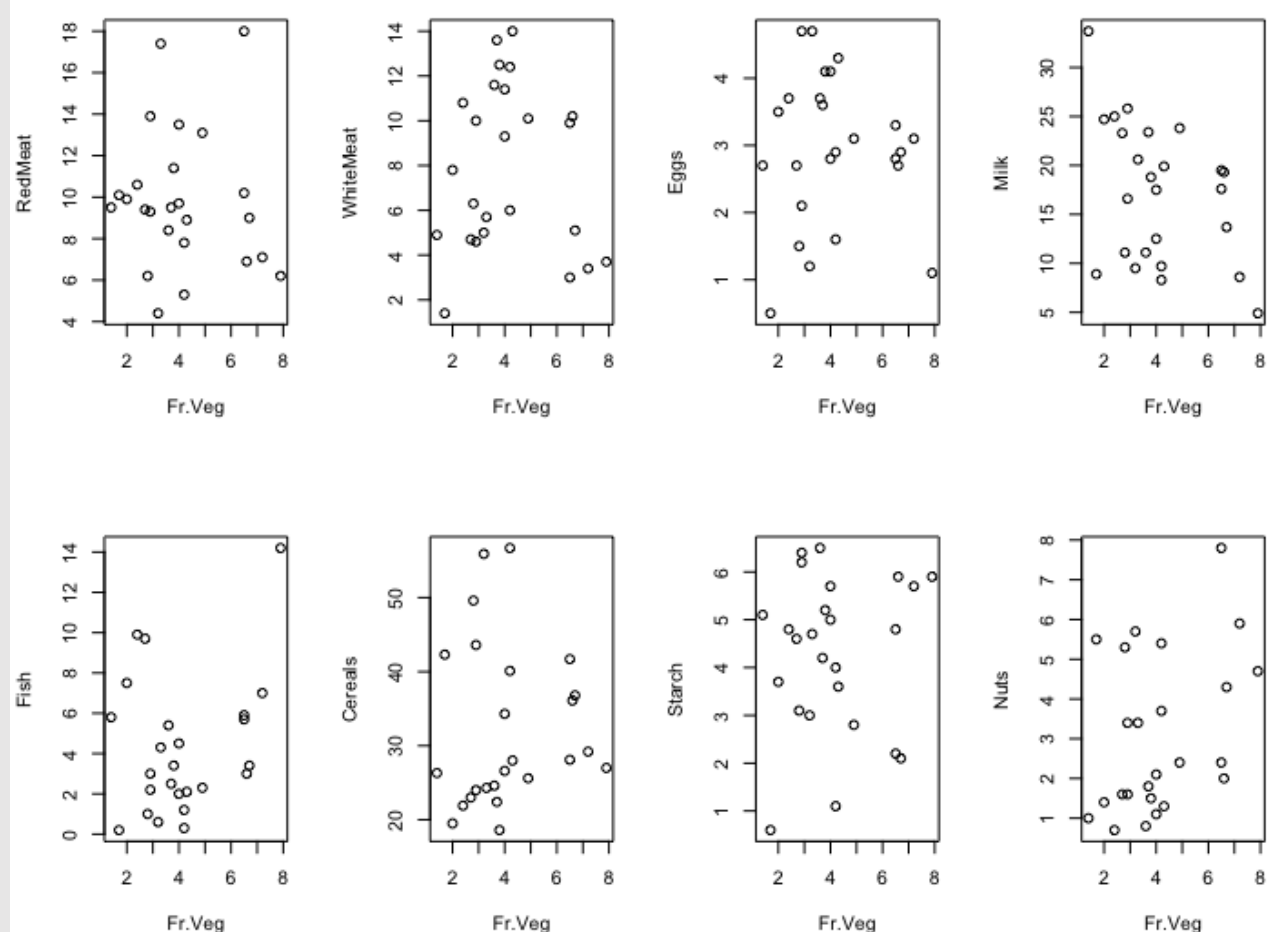 RedMeat
4 6 8 10 12 14 16 18
2 4 6 8
Fr.Veg
WhiteMeat
2 4 6 8 10 12 14
2 4 6 8
Fr.Veg
Eggs
1 2 3 4
2 4 6 8
Fr.Veg
Milk
5 10 15 20 25 30
2 4 6 8
Fr.Veg
Fish
0 2 4 6 8 10 12 14
2 4 6 8
Fr.Veg
Cereals
20 30 40 50
2 4 6 8
Fr.Veg
Starch
1 2 3 4 5 6
2 4 6 8
Fr.Veg
Nuts
1 2 3 4 5 6 7 8
2 4 6 8
Fr.Veg